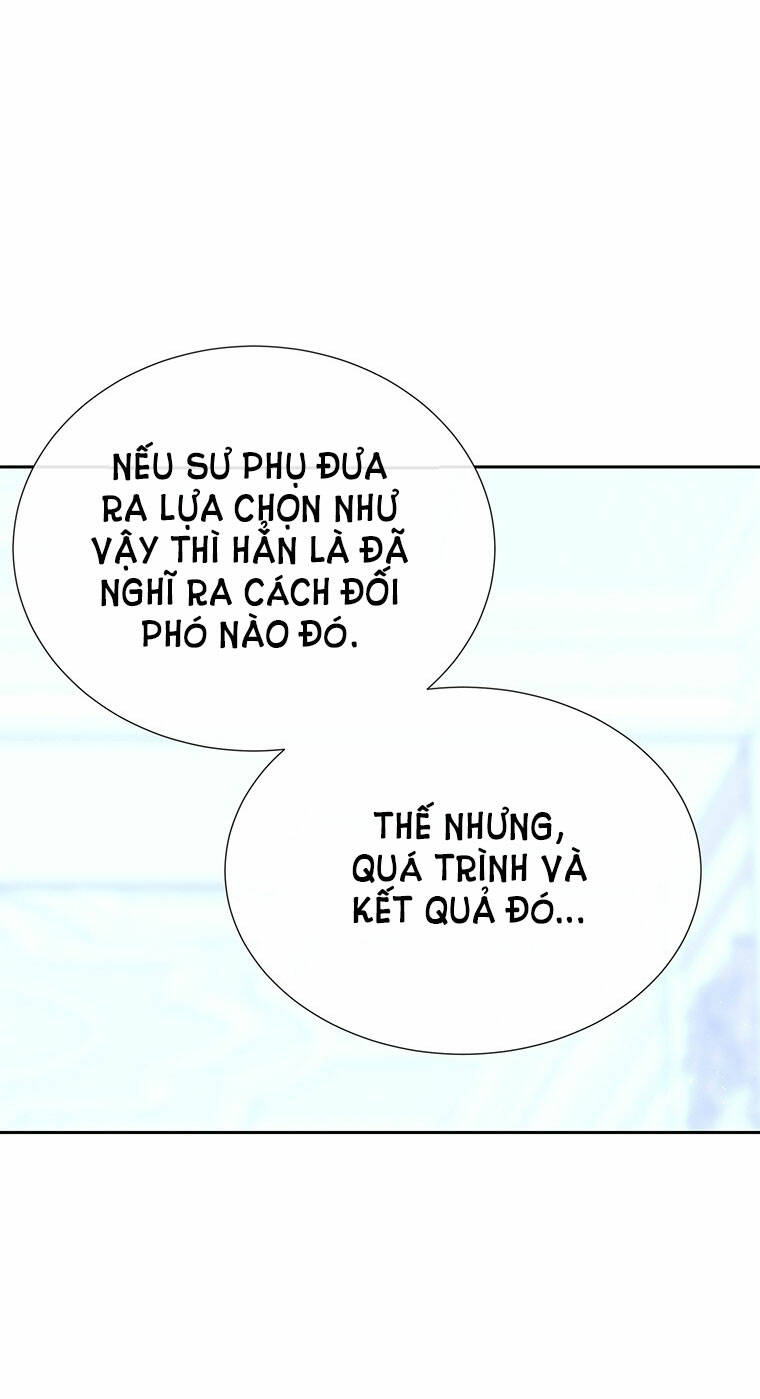 NẾU SƯ PHỤ ĐƯA
RA LỰA CHỌN NHƯ
VẬY THÌ HẲN LÀ ĐÃ
NGHĨ RA CÁCH ĐỐI
PHÓ NÀO ĐÓ.
THẾ NHƯNG,
QUÁ TRÌNH VÀ
KẾT QUẢ ĐÓ...